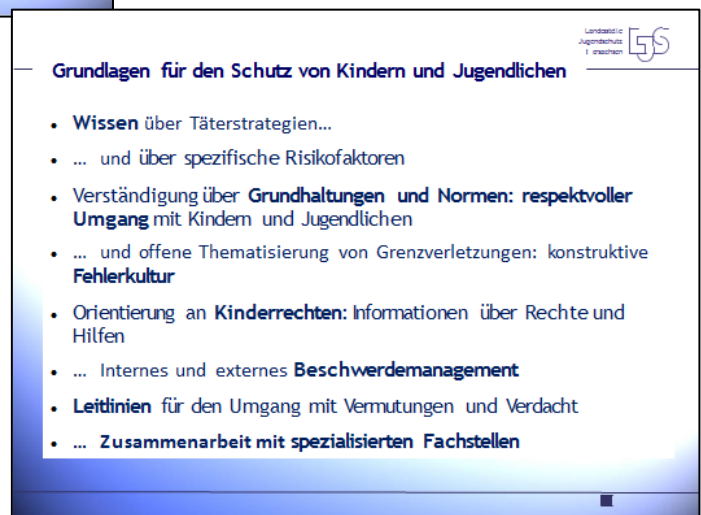 Landesstelle
Jugendschutz
Grundlagen für den Schutz von Kindern und Jugendlichen
• Wissen über Täterstrategien…
• … und über spezifische Risikofaktoren
• Verständigung über Grundhaltungen und Normen: respektvoller
Umgang mit Kindern und Jugendlichen
• … und offene Thematisierung von Grenzverletzungen: konstruktive
Fehlerkultur
• Orientierung an Kinderrechten: Informationen über Rechte und
Hilfen
• … Internes und externes Beschwerdemanagement
• Leitlinien für den Umgang mit Vermutungen und Verdacht
• … Zusammenarbeit mit spezialisierten Fachstellen